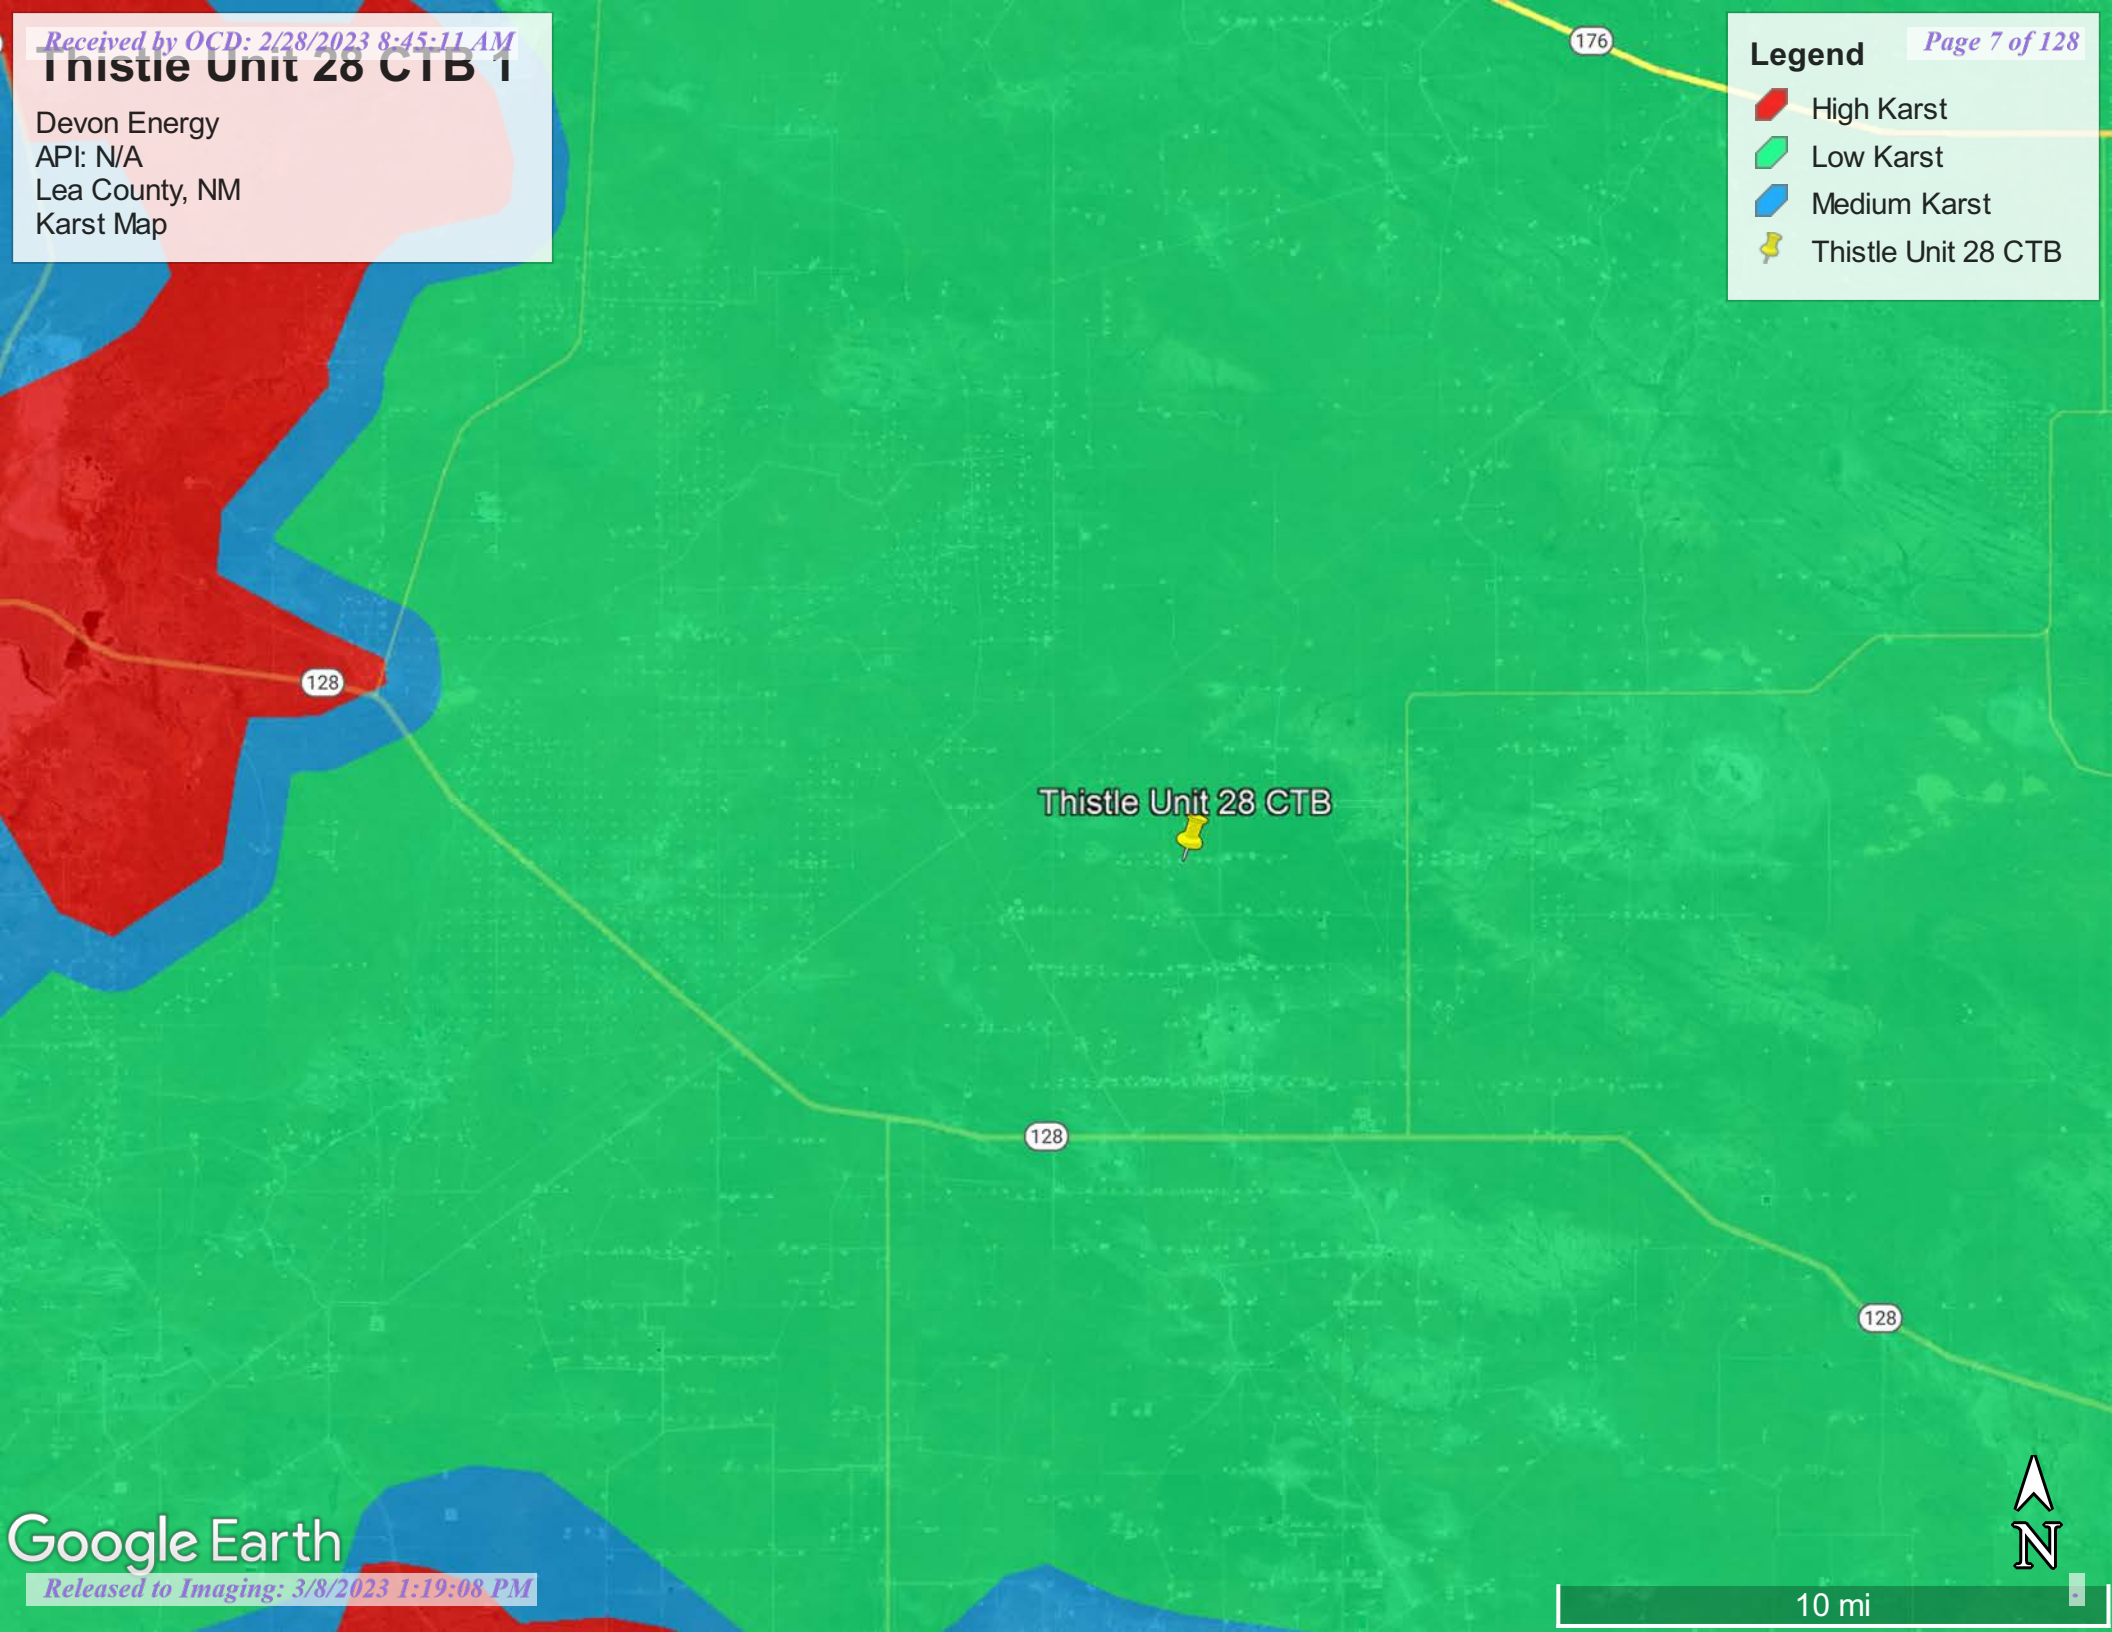 Received by OCD: 2/28/2023 8:45:11 AM
Page 7 of 128
Thistle Unit 28 CTB 1
Devon Energy
API: N/A
Lea County, NM
Karst Map
Legend
High Karst
Low Karst
Medium Karst
Thistle Unit 28 CTB
176
128
Thistle Unit 28 CTB
128
128
N
Google Earth
Released to Imaging: 3/8/2023 1:19:08 PM
10 mi